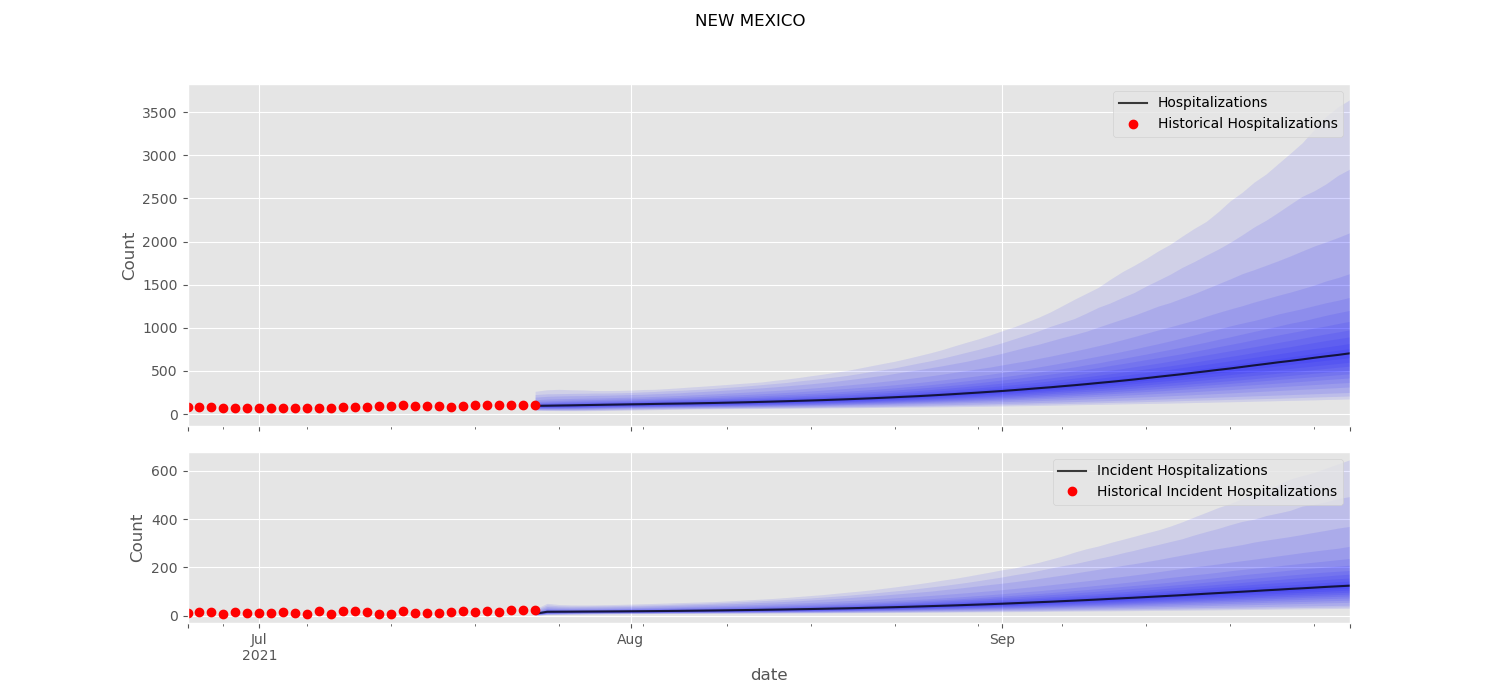 NEW MEXICO
3500
3000
2500
2000
1500
1000
500
0
Count
Hospitalizations
Historical Hospitalizations
600
400
200
0
Count
Incident Hospitalizations
Historical Incident Hospitalizations
Jul
2021
Aug
Sep
date